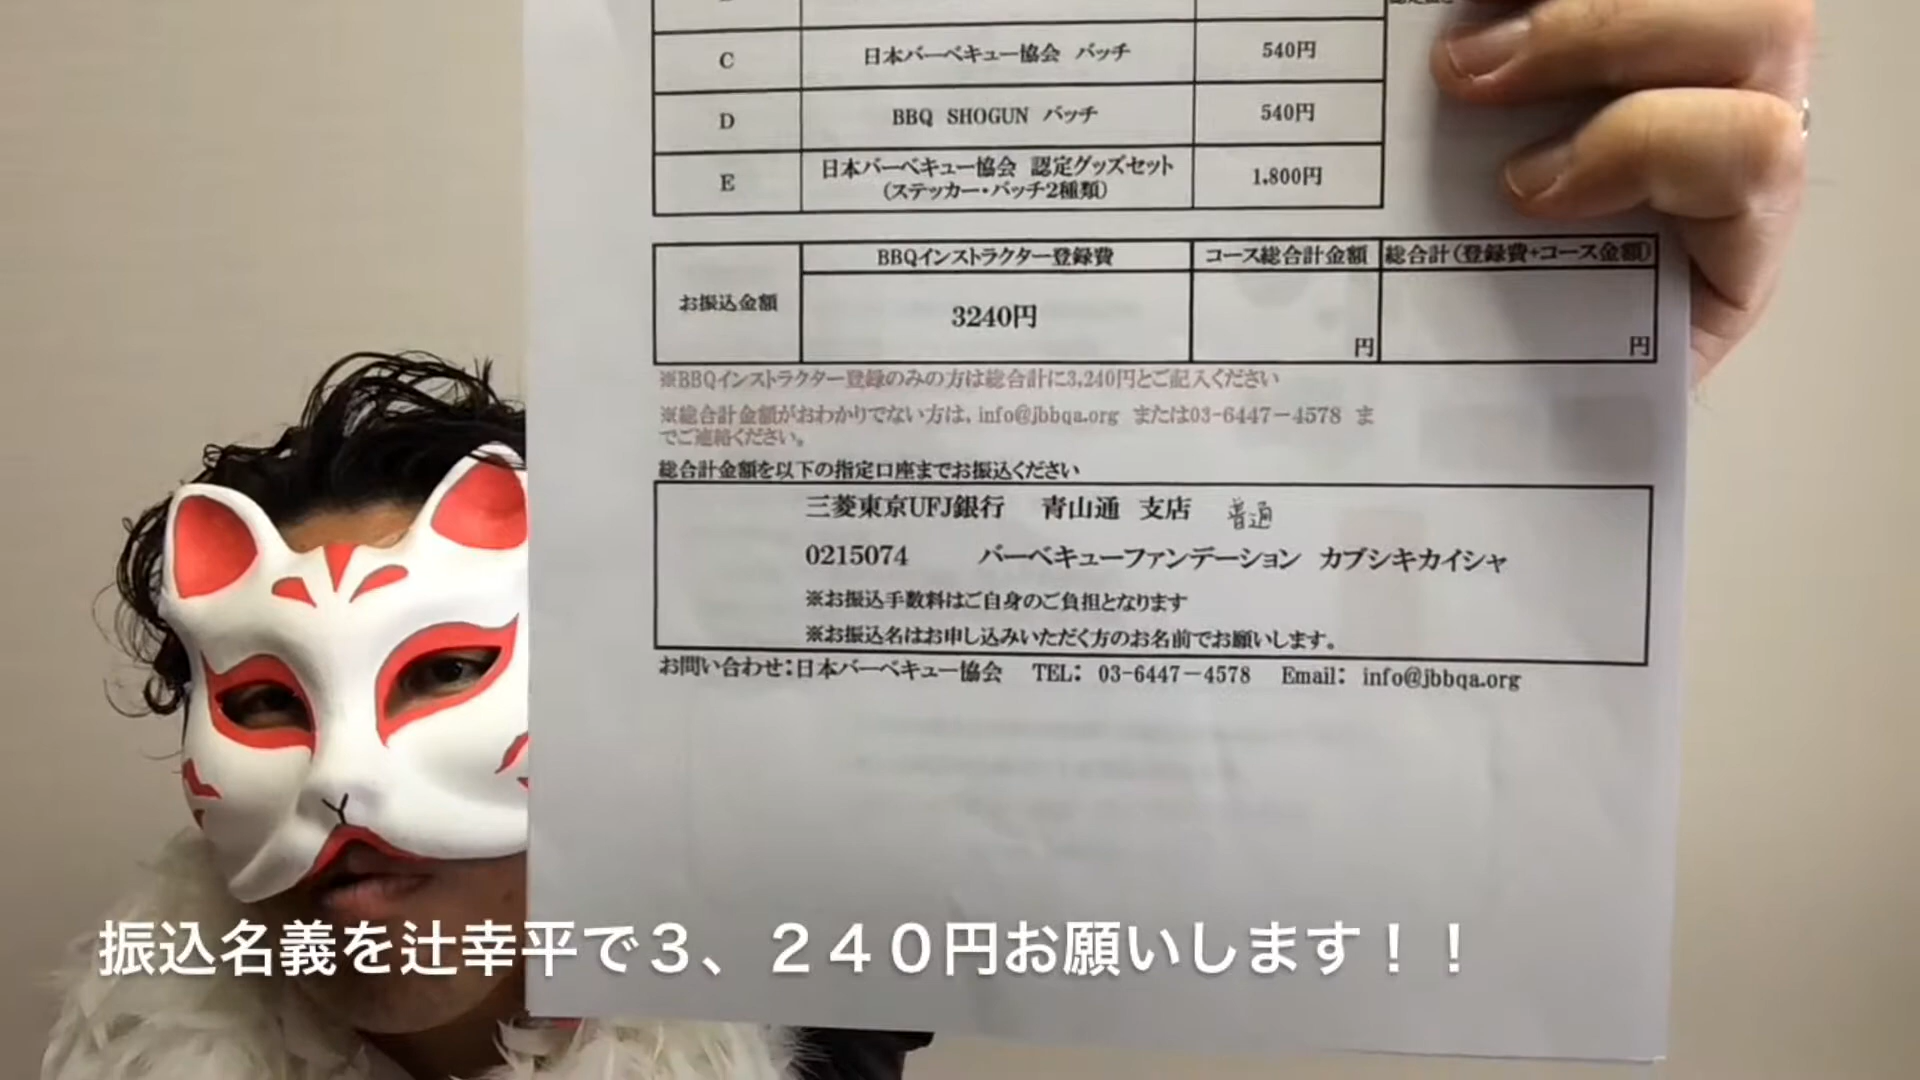 C 日本バーベキュー協会 バッチ 540円
D BBQ SHOGUN バッチ 540円
E 日本バーベキュー協会 認定グッズセット 1,800円
(ステッカー・バッチ2種類)
BBQインストラクター登録費 コース総合計金額 総合計(登録費+コース金額)
お振込金額 3240円 円 円
※BBQインストラクター登録のみの方は総合計に3,240円とご記入ください
※総合計金額がおわかりでない方は、info@jbbqa.org または03-6447-4578 ま
でご連絡ください。
総合計金額を以下の指定口座までお振込ください
三菱東京UFJ銀行 青山通 支店 普通
0215074 バーベキューファンデーション カブシキカイシャ
※お振込手数料はご自身のご負担となります
※お振込名はお申し込みいただく方のお名前でお願いします。
お問い合わせ:日本バーベキュー協会 TEL: 03-6447-4578 Email: info@jbbqa.org
振込名義を辻幸平で３、２４０円お願いします！！